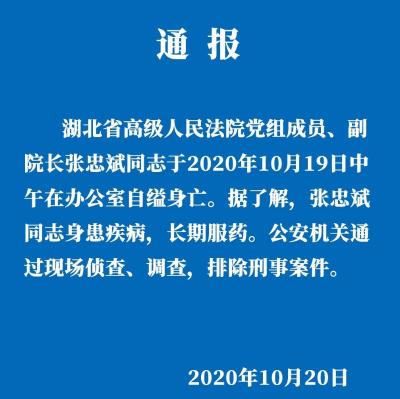 通 报
湖北省高级人民法院党组成员、副
院长张忠斌同志于2020年10月19日中
午在办公室自缢身亡。据了解，张忠斌
同志身患疾病，长期服药。公安机关通
过现场侦查、调查，排除刑事案件。
2020年10月20日